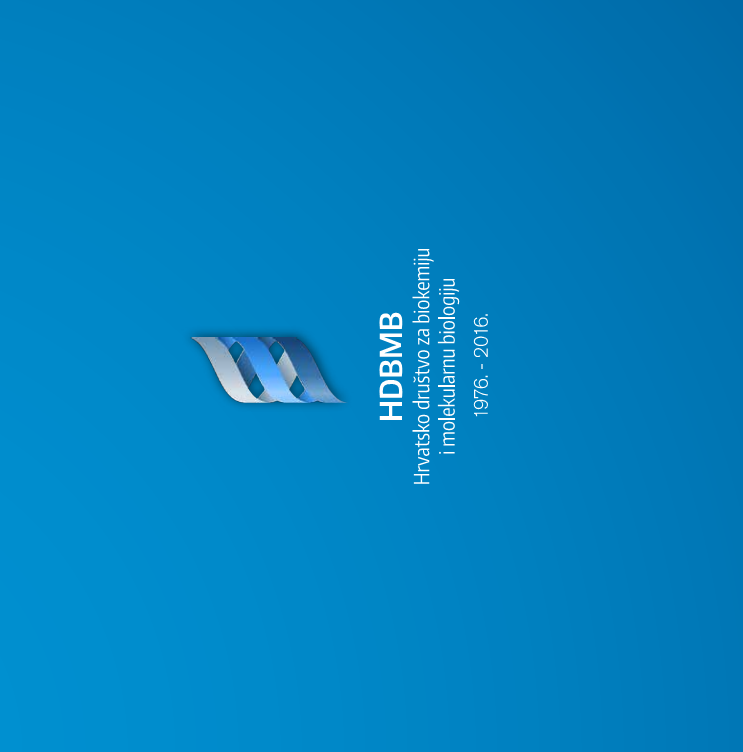 HDBMB
Hrvatsko društvo za biokemiju
i molekularnu biologiju
1976. - 2016.